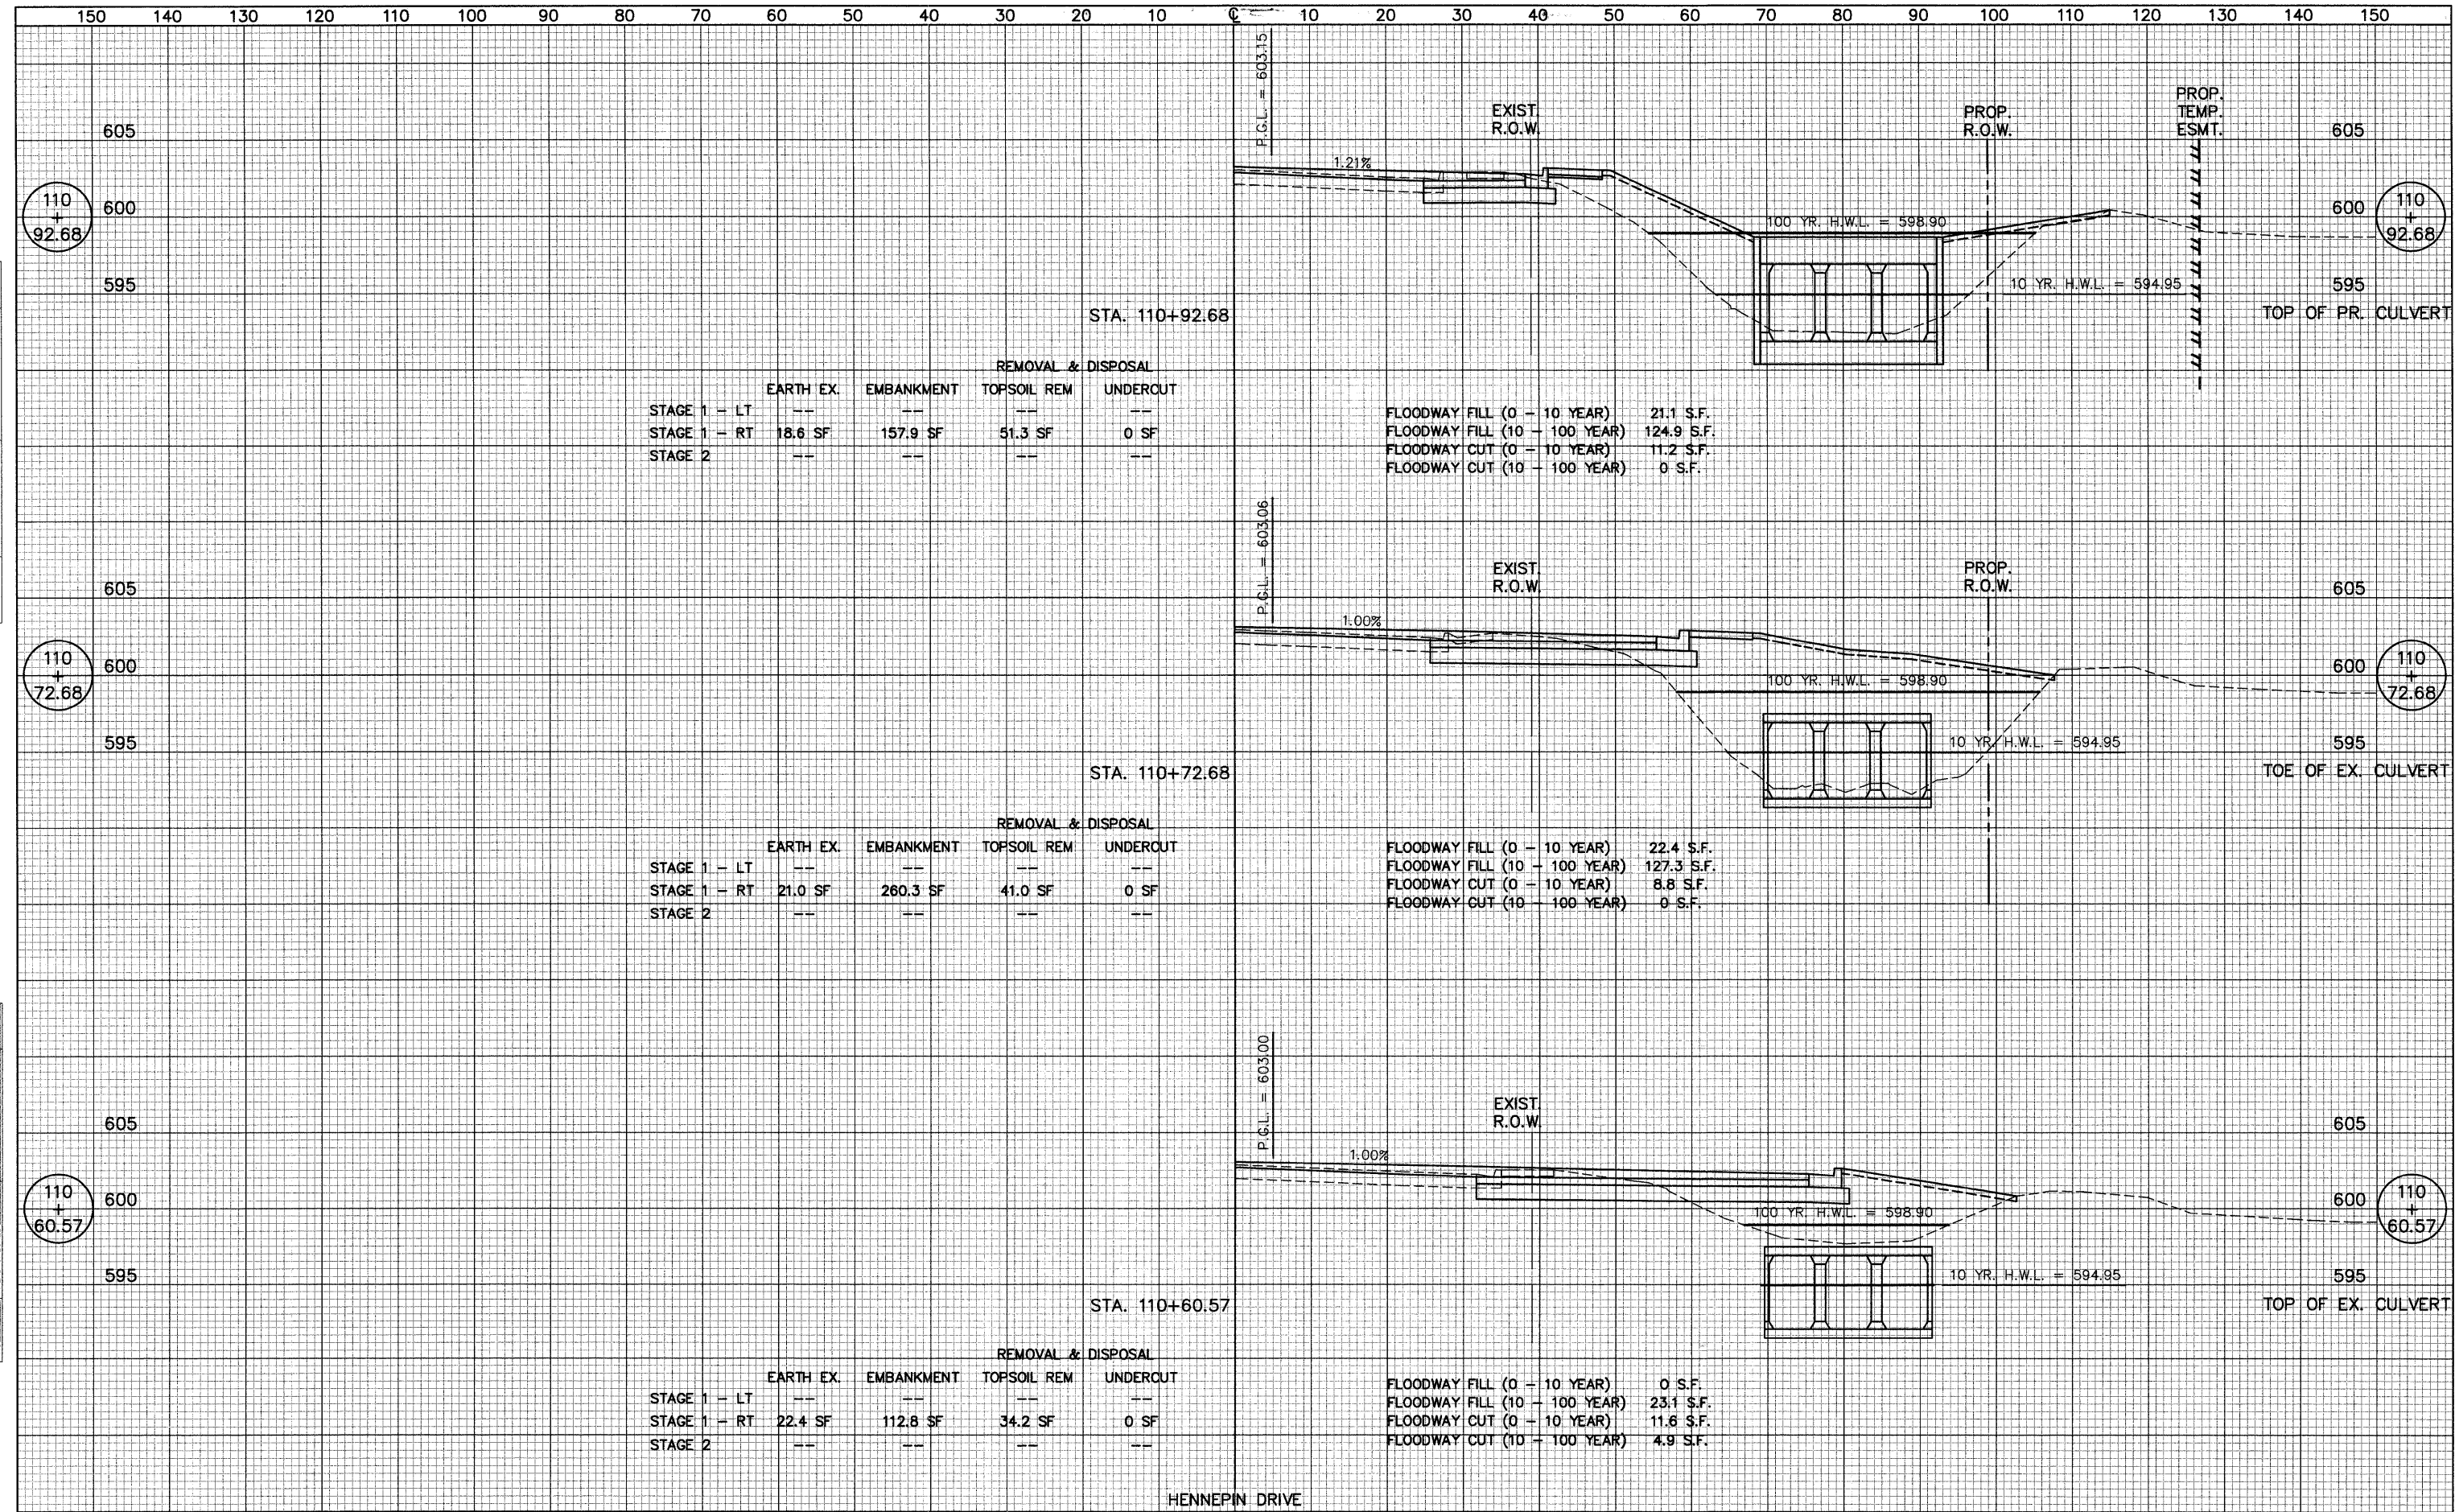 150 140 130 120 110 100 90 80 70 60 50 40 30 20 10 ℄ 10 20 30 40 50 60 70 80 90 100 110 120 130 140 150
P.G.L. = 603.15
EXIST. R.O.W.
PROP. R.O.W.
PROP. TEMP. ESMT.
605 605
1.21%
110 + 92.68
600 600
110 + 92.68
100 YR. H.W.L. = 598.90
595 595
10 YR. H.W.L. = 594.95
STA. 110+92.68
TOP OF PR. CULVERT
REMOVAL & DISPOSAL
EARTH EX. EMBANKMENT TOPSOIL REM UNDERCUT
STAGE 1 - LT -- -- -- --
STAGE 1 - RT 18.6 SF 157.9 SF 51.3 SF 0 SF
STAGE 2 -- -- -- --
FLOODWAY FILL (0 - 10 YEAR) 21.1 S.F.
FLOODWAY FILL (10 - 100 YEAR) 124.9 S.F.
FLOODWAY CUT (0 - 10 YEAR) 11.2 S.F.
FLOODWAY CUT (10 - 100 YEAR) 0 S.F.
P.G.L. = 603.06
EXIST. R.O.W.
PROP. R.O.W.
605 605
1.00%
110 + 72.68
600 600
110 + 72.68
100 YR. H.W.L. = 598.90
595 595
10 YR. H.W.L. = 594.95
STA. 110+72.68
TOE OF EX. CULVERT
REMOVAL & DISPOSAL
EARTH EX. EMBANKMENT TOPSOIL REM UNDERCUT
STAGE 1 - LT -- -- -- --
STAGE 1 - RT 21.0 SF 260.3 SF 41.0 SF 0 SF
STAGE 2 -- -- -- --
FLOODWAY FILL (0 - 10 YEAR) 22.4 S.F.
FLOODWAY FILL (10 - 100 YEAR) 127.3 S.F.
FLOODWAY CUT (0 - 10 YEAR) 8.8 S.F.
FLOODWAY CUT (10 - 100 YEAR) 0 S.F.
P.G.L. = 603.00
EXIST. R.O.W.
605 605
1.00%
110 + 60.57
600 600
110 + 60.57
100 YR. H.W.L. = 598.90
595 595
10 YR. H.W.L. = 594.95
STA. 110+60.57
TOP OF EX. CULVERT
REMOVAL & DISPOSAL
EARTH EX. EMBANKMENT TOPSOIL REM UNDERCUT
STAGE 1 - LT -- -- -- --
STAGE 1 - RT 22.4 SF 112.8 SF 34.2 SF 0 SF
STAGE 2 -- -- -- --
FLOODWAY FILL (0 - 10 YEAR) 0 S.F.
FLOODWAY FILL (10 - 100 YEAR) 23.1 S.F.
FLOODWAY CUT (0 - 10 YEAR) 11.6 S.F.
FLOODWAY CUT (10 - 100 YEAR) 4.9 S.F.
HENNEPIN DRIVE